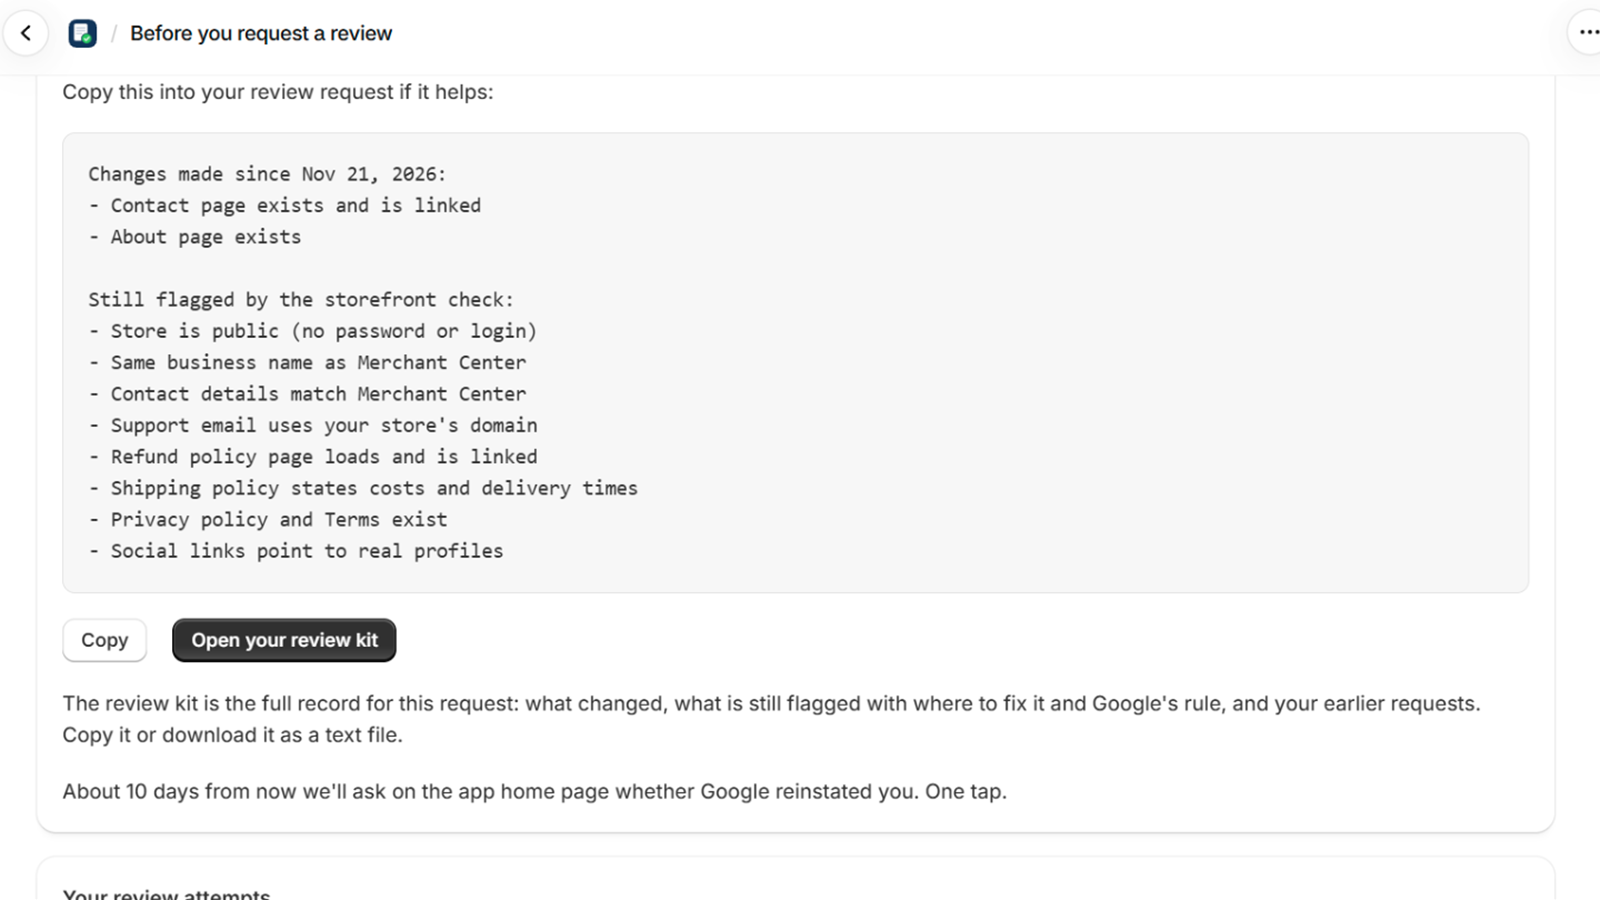 / Before you request a review
Copy this into your review request if it helps:
Changes made since Nov 21, 2026:
- Contact page exists and is linked
- About page exists
Still flagged by the storefront check:
- Store is public (no password or login)
- Same business name as Merchant Center
- Contact details match Merchant Center
- Support email uses your store's domain
- Refund policy page loads and is linked
- Shipping policy states costs and delivery times
- Privacy policy and Terms exist
- Social links point to real profiles
Copy
Open your review kit
The review kit is the full record for this request: what changed, what is still flagged with where to fix it and Google's rule, and your earlier requests.
Copy it or download it as a text file.
About 10 days from now we'll ask on the app home page whether Google reinstated you. One tap.
Your review attempts